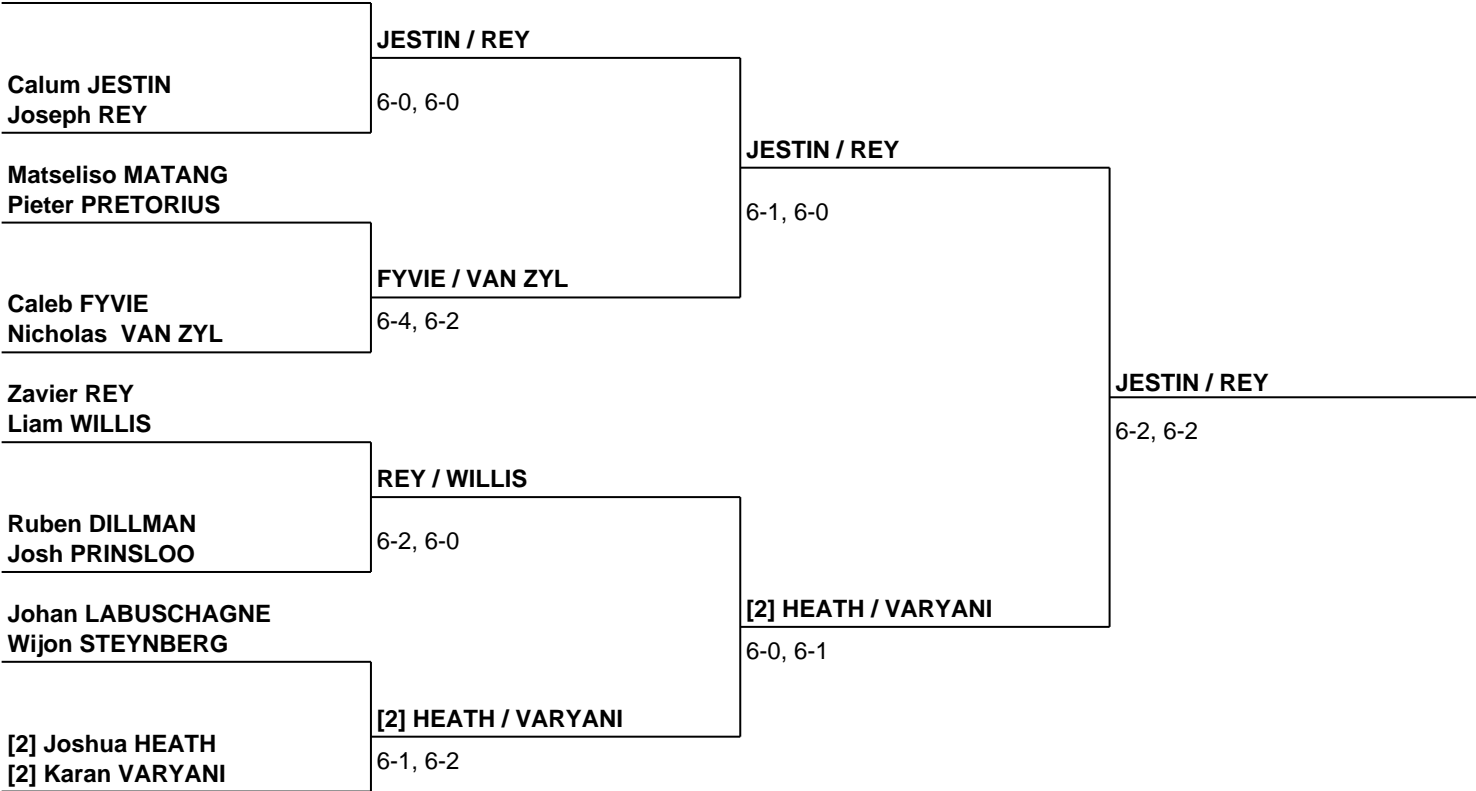 JESTIN / REY
Calum JESTIN
Joseph REY
6-0, 6-0
JESTIN / REY
Matseliso MATANG
Pieter PRETORIUS
6-1, 6-0
FYVIE / VAN ZYL
Caleb FYVIE
Nicholas  VAN ZYL
6-4, 6-2
JESTIN / REY
Zavier REY
Liam WILLIS
6-2, 6-2
REY / WILLIS
Ruben DILLMAN
Josh PRINSLOO
6-2, 6-0
Johan LABUSCHAGNE
Wijon STEYNBERG
[2] HEATH / VARYANI
6-0, 6-1
[2] HEATH / VARYANI
[2] Joshua HEATH
[2] Karan VARYANI
6-1, 6-2